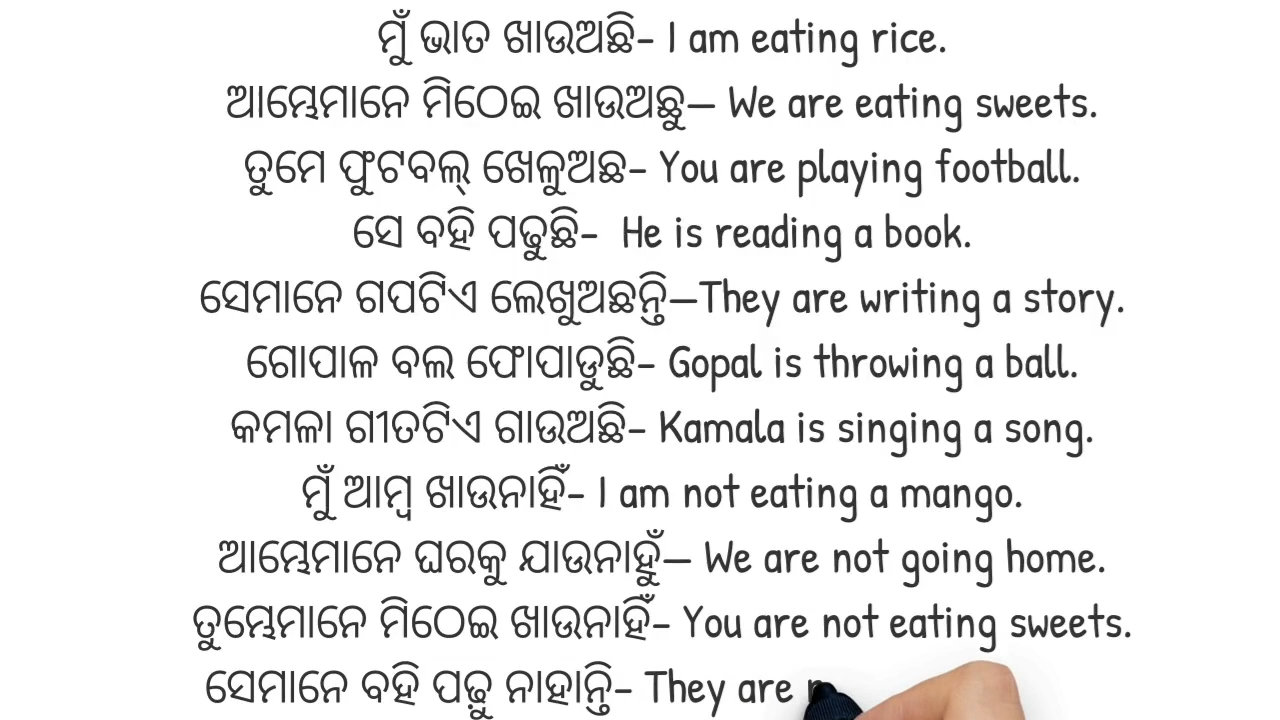 ମୁଁ ଭାତ ଖାଉଅଛି– I am eating rice.
ଆମ୍ଭେମାନେ ମିଠେଇ ଖାଉଅଛୁ— We are eating sweets.
ତୁମେ ଫୁଟବଲ୍ ଖେଳୁଅଛ– You are playing football.
ସେ ବହି ପଢୁଛି– He is reading a book.
ସେମାନେ ଗପଟିଏ ଲେଖୁଅଛନ୍ତି—They are writing a story.
ଗୋପାଳ ବଲ ଫୋପାଡୁଛି– Gopal is throwing a ball.
କମଳା ଗୀତଟିଏ ଗାଉଅଛି– Kamala is singing a song.
ମୁଁ ଆମ୍ବ ଖାଉନାହିଁ– I am not eating a mango.
ଆମ୍ଭେମାନେ ଘରକୁ ଯାଉନାହୁଁ— We are not going home.
ତୁମ୍ଭେମାନେ ମିଠେଇ ଖାଉନାହିଁ– You are not eating sweets.
ସେମାନେ ବହି ପଢ଼ୁ ନାହାନ୍ତି– They are